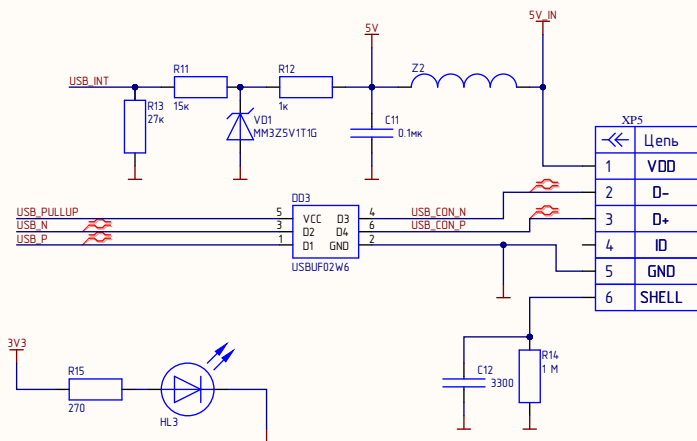 5V
5V_IN
Z2
USB_INT
R11
15к
R12
1к
R13
27к
VD1
MM3Z5V1T1G
C11
0.1мк
XP5
Цепь
1 VDD
2 D-
3 D+
4 ID
5 GND
6 SHELL
DD3
USB_PULLUP 5 VCC D3 4 USB_CON_N
USB_N 3 D2 D4 6 USB_CON_P
USB_P 1 D1 GND 2
USBUF02W6
3V3
R15
270
HL3
C12
3300
R14
1 М